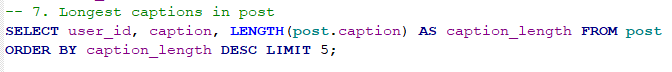 -- 7. Longest captions in post
SELECT user_id, caption, LENGTH(post.caption) AS caption_length FROM post
ORDER BY caption_length DESC LIMIT 5;